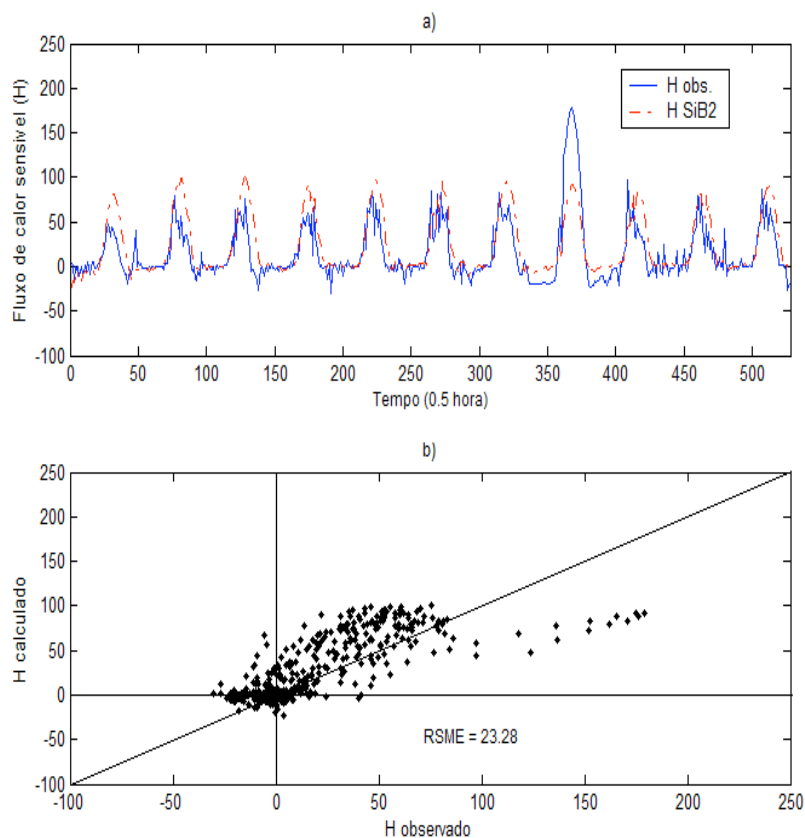 a)
Fluxo de calor sensivel (H)
250
200
150
100
50
0
-50
-100
H obs.
H SiB2
0 50 100 150 200 250 300 350 400 450 500
Tempo (0.5 hora)
b)
H calculado
250
200
150
100
50
0
-50
-100
RSME = 23.28
-100 -50 0 50 100 150 200 250
H observado